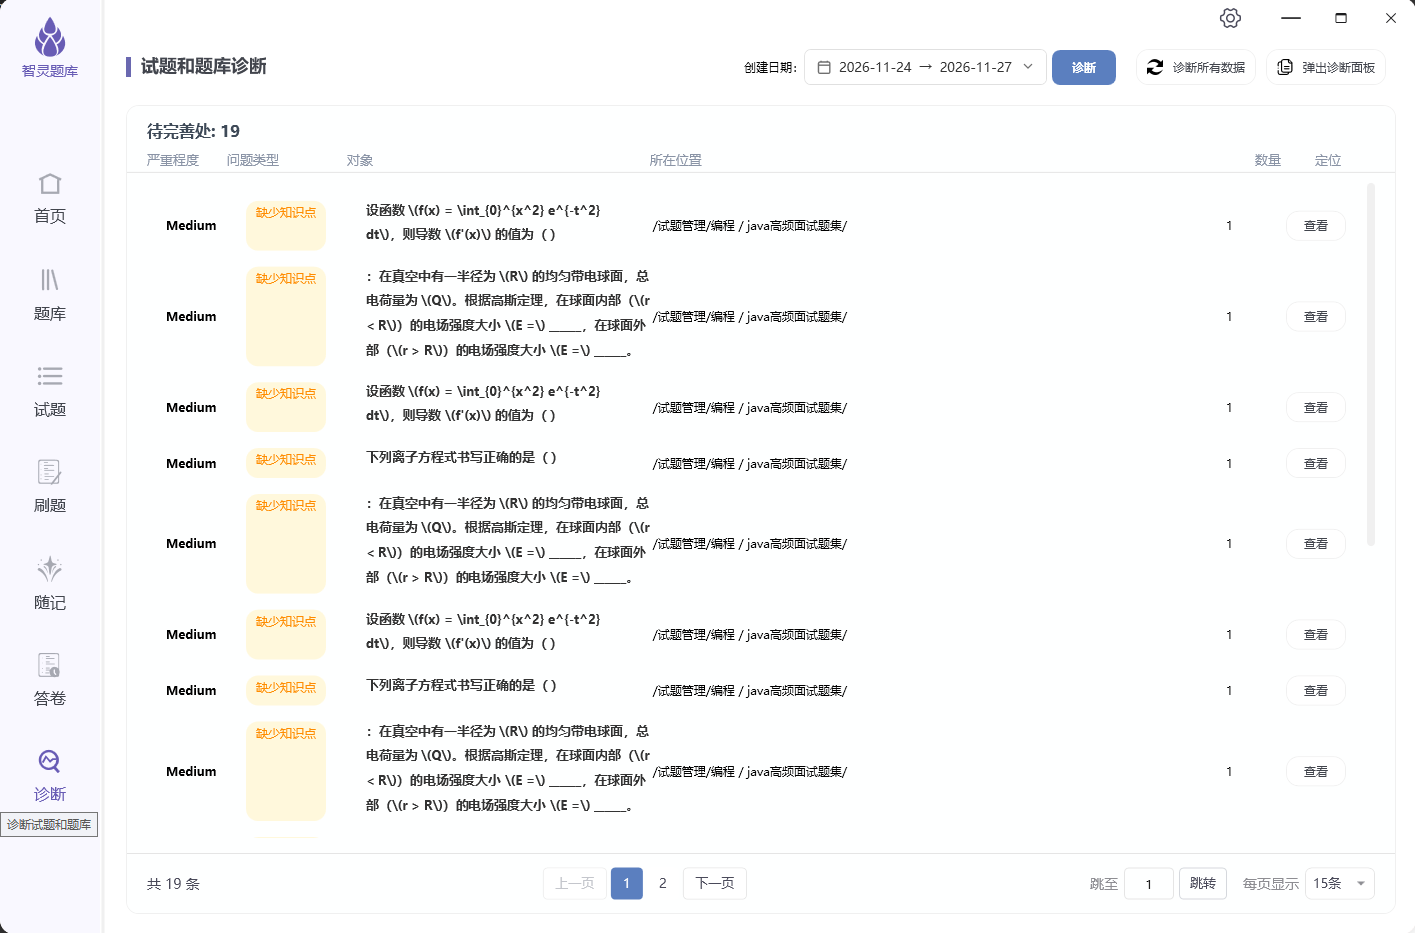 智灵题库
首页
题库
试题
刷题
随记
答卷
诊断
诊断试题和题库
试题和题库诊断
创建日期:
2026-11-24 → 2026-11-27
诊断
诊断所有数据
弹出诊断面板
待完善处: 19
严重程度 问题类型 对象 所在位置 数量 定位
Medium 缺少知识点
设函数 \(f(x) = \int_{0}^{x^2} e^{-t^2}
dt\)，则导数 \(f'(x)\) 的值为（ ）
/试题管理/编程 / java高频面试题集/ 1 查看
Medium 缺少知识点
：在真空中有一半径为 \(R\) 的均匀带电球面，总
电荷量为 \(Q\)。根据高斯定理，在球面内部（\(r
< R\)）的电场强度大小 \(E =\) _____，在球面外
部（\(r > R\)）的电场强度大小 \(E =\) _____。
/试题管理/编程 / java高频面试题集/ 1 查看
Medium 缺少知识点
设函数 \(f(x) = \int_{0}^{x^2} e^{-t^2}
dt\)，则导数 \(f'(x)\) 的值为（ ）
/试题管理/编程 / java高频面试题集/ 1 查看
Medium 缺少知识点
下列离子方程式书写正确的是（ ）
/试题管理/编程 / java高频面试题集/ 1 查看
Medium 缺少知识点
：在真空中有一半径为 \(R\) 的均匀带电球面，总
电荷量为 \(Q\)。根据高斯定理，在球面内部（\(r
< R\)）的电场强度大小 \(E =\) _____，在球面外
部（\(r > R\)）的电场强度大小 \(E =\) _____。
/试题管理/编程 / java高频面试题集/ 1 查看
Medium 缺少知识点
设函数 \(f(x) = \int_{0}^{x^2} e^{-t^2}
dt\)，则导数 \(f'(x)\) 的值为（ ）
/试题管理/编程 / java高频面试题集/ 1 查看
Medium 缺少知识点
下列离子方程式书写正确的是（ ）
/试题管理/编程 / java高频面试题集/ 1 查看
Medium 缺少知识点
：在真空中有一半径为 \(R\) 的均匀带电球面，总
电荷量为 \(Q\)。根据高斯定理，在球面内部（\(r
< R\)）的电场强度大小 \(E =\) _____，在球面外
部（\(r > R\)）的电场强度大小 \(E =\) _____。
/试题管理/编程 / java高频面试题集/ 1 查看
共 19 条
上一页 1 2 下一页
跳至 1 跳转 每页显示 15条